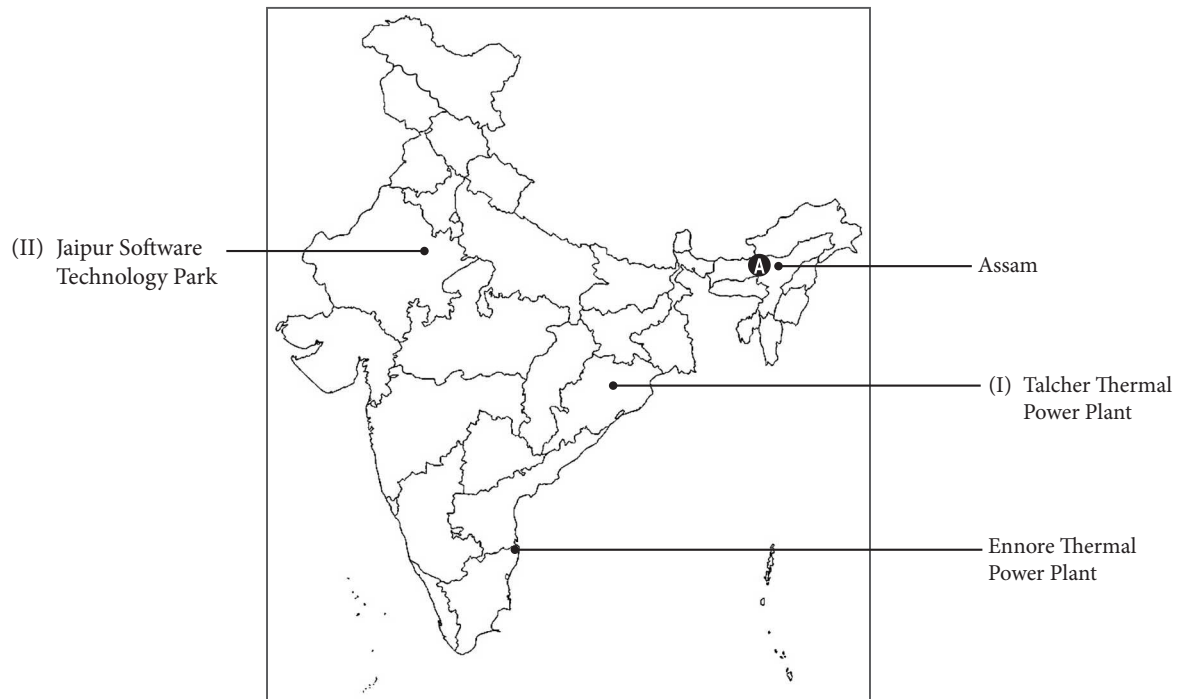 (II) Jaipur Software
Technology Park
A
Assam
(I) Talcher Thermal
Power Plant
Ennore Thermal
Power Plant